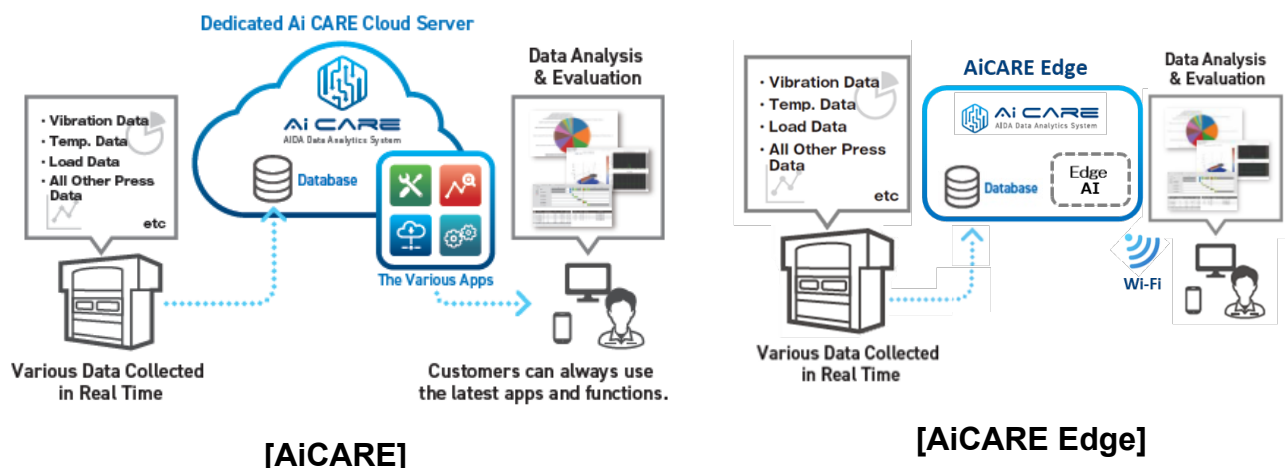 Dedicated Ai CARE Cloud Server
Ai CARE
AIDA Data Analytics System
Database
The Various Apps
・Vibration Data
・Temp. Data
・Load Data
・All Other Press
Data
etc
Various Data Collected
in Real Time
Data Analysis
& Evaluation
Customers can always use
the latest apps and functions.
[AiCARE]
・Vibration Data
・Temp. Data
・Load Data
・All Other Press
Data
etc
Various Data Collected
in Real Time
AiCARE Edge
Ai CARE
AIDA Data Analytics System
Database
Edge
AI
Wi-Fi
Data Analysis
& Evaluation
[AiCARE Edge]